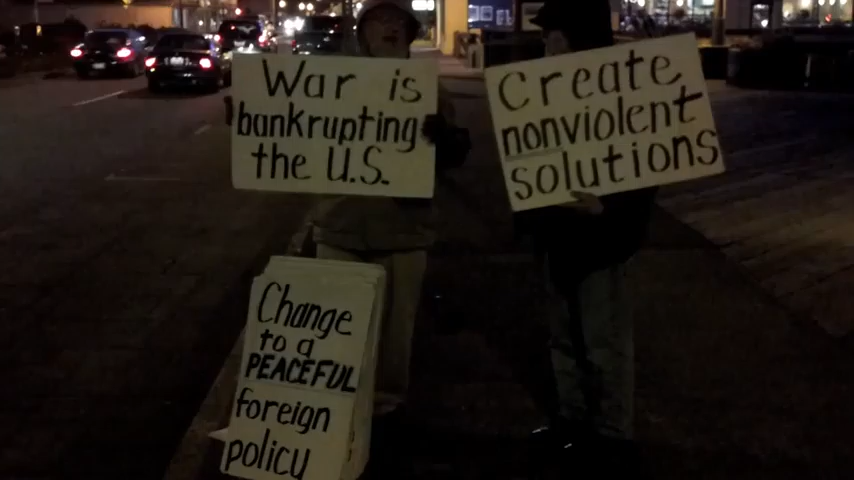 War is
bankrupting
the U.S.
Create
nonviolent
solutions
Change
to a
PEACEFUL
foreign
policy